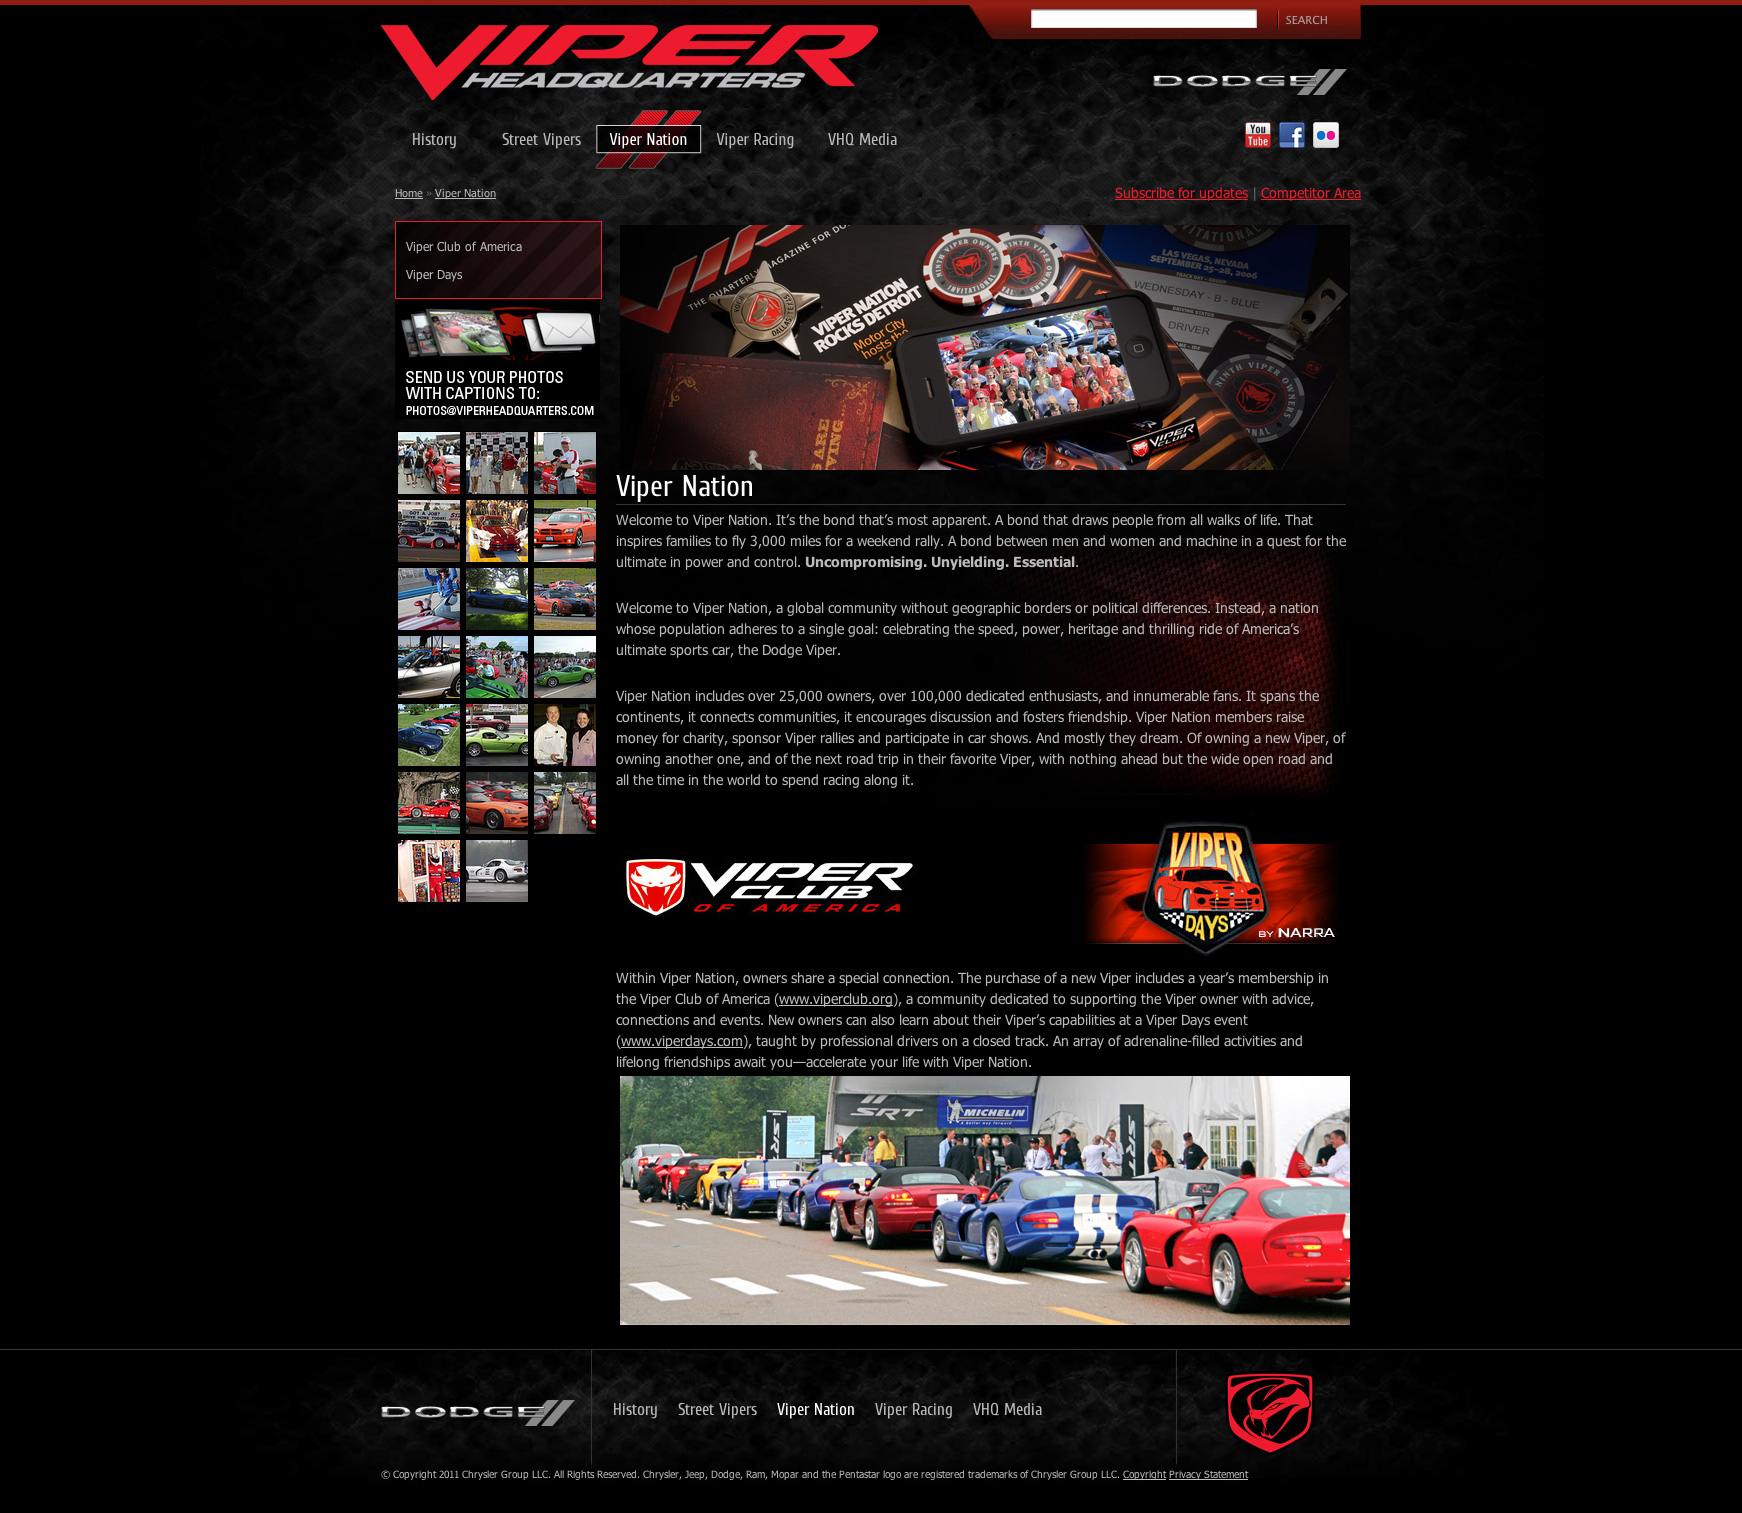 SEARCH
VIPER
HEADQUARTERS
DODGE
History Street Vipers Viper Nation Viper Racing VHQ Media
You
Tube
Home » Viper Nation
Subscribe for updates | Competitor Area
Viper Club of America
Viper Days
SEND US YOUR PHOTOS
WITH CAPTIONS TO:
PHOTOS@VIPERHEADQUARTERS.COM
THE QUARTERLY MAGAZINE FOR
VIPER NATION
ROCKS DETROIT
Motor City
hosts the
NINTH VIPER OWNERS
INVITATIONAL
LAS VEGAS, NEVADA
SEPTEMBER 25-28, 2006
WEDNESDAY - B - BLUE
DRIVER
VIPER
CLUB
Viper Nation
Welcome to Viper Nation. It’s the bond that’s most apparent. A bond that draws people from all walks of life. That
inspires families to fly 3,000 miles for a weekend rally. A bond between men and women and machine in a quest for the
ultimate in power and control. Uncompromising. Unyielding. Essential.
Welcome to Viper Nation, a global community without geographic borders or political differences. Instead, a nation
whose population adheres to a single goal: celebrating the speed, power, heritage and thrilling ride of America’s
ultimate sports car, the Dodge Viper.
Viper Nation includes over 25,000 owners, over 100,000 dedicated enthusiasts, and innumerable fans. It spans the
continents, it connects communities, it encourages discussion and fosters friendship. Viper Nation members raise
money for charity, sponsor Viper rallies and participate in car shows. And mostly they dream. Of owning a new Viper, of
owning another one, and of the next road trip in their favorite Viper, with nothing ahead but the wide open road and
all the time in the world to spend racing along it.
VIPER
CLUB
OF AMERICA
VIPER
DAYS
BY NARRA
Within Viper Nation, owners share a special connection. The purchase of a new Viper includes a year’s membership in
the Viper Club of America (www.viperclub.org), a community dedicated to supporting the Viper owner with advice,
connections and events. New owners can also learn about their Viper’s capabilities at a Viper Days event
(www.viperdays.com), taught by professional drivers on a closed track. An array of adrenaline-filled activities and
lifelong friendships await you—accelerate your life with Viper Nation.
SRT
MICHELIN
SRT
SRT
DODGE
History Street Vipers Viper Nation Viper Racing VHQ Media
© Copyright 2011 Chrysler Group LLC. All Rights Reserved. Chrysler, Jeep, Dodge, Ram, Mopar and the Pentastar logo are registered trademarks of Chrysler Group LLC. Copyright Privacy Statement